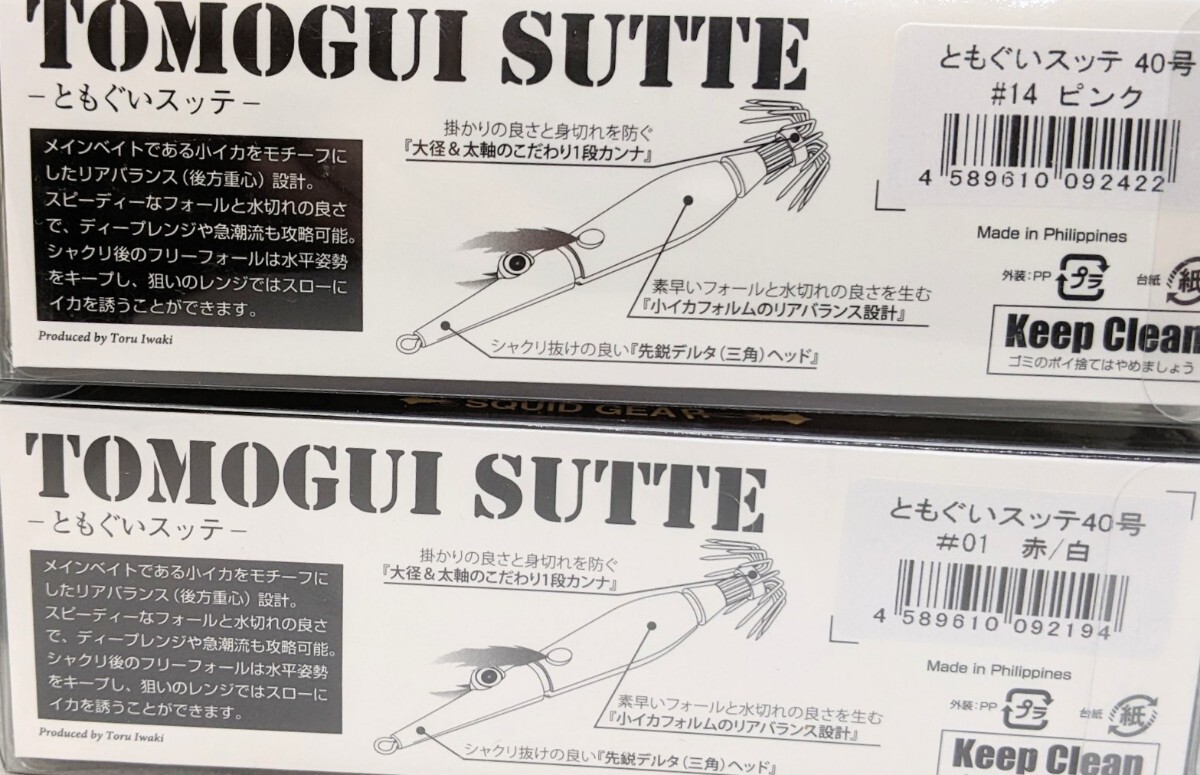 TOMOGUI SUTTE
－ともぐいスッテ－
メインベイトである小イカをモチーフに
したリアバランス（後方重心）設計。
スピーディーなフォールと水切れの良さ
で、ディープレンジや急潮流も攻略可能。
シャクリ後のフリーフォールは水平姿勢
をキープし、狙いのレンジではスローに
イカを誘うことができます。
Produced by Toru Iwaki
掛かりの良さと身切れを防ぐ
『大径＆太軸のこだわり1段カンナ』
素早いフォールと水切れの良さを生む
『小イカフォルムのリアバランス設計』
シャクリ抜けの良い『先鋭デルタ（三角）ヘッド』
ともぐいスッテ 40号
#14 ピンク
4 589610 092422
Made in Philippines
外装：PP プラ 台紙 紙
Keep Clean
ゴミのポイ捨てはやめましょう
SQUID GEAR
TOMOGUI SUTTE
－ともぐいスッテ－
メインベイトである小イカをモチーフに
したリアバランス（後方重心）設計。
スピーディーなフォールと水切れの良さ
で、ディープレンジや急潮流も攻略可能。
シャクリ後のフリーフォールは水平姿勢
をキープし、狙いのレンジではスローに
イカを誘うことができます。
Produced by Toru Iwaki
掛かりの良さと身切れを防ぐ
『大径＆太軸のこだわり1段カンナ』
素早いフォールと水切れの良さを生む
『小イカフォルムのリアバランス設計』
シャクリ抜けの良い『先鋭デルタ（三角）ヘッド』
ともぐいスッテ40号
#01 赤/白
4 589610 092194
Made in Philippines
外装：PP プラ 台紙 紙
Keep Clean